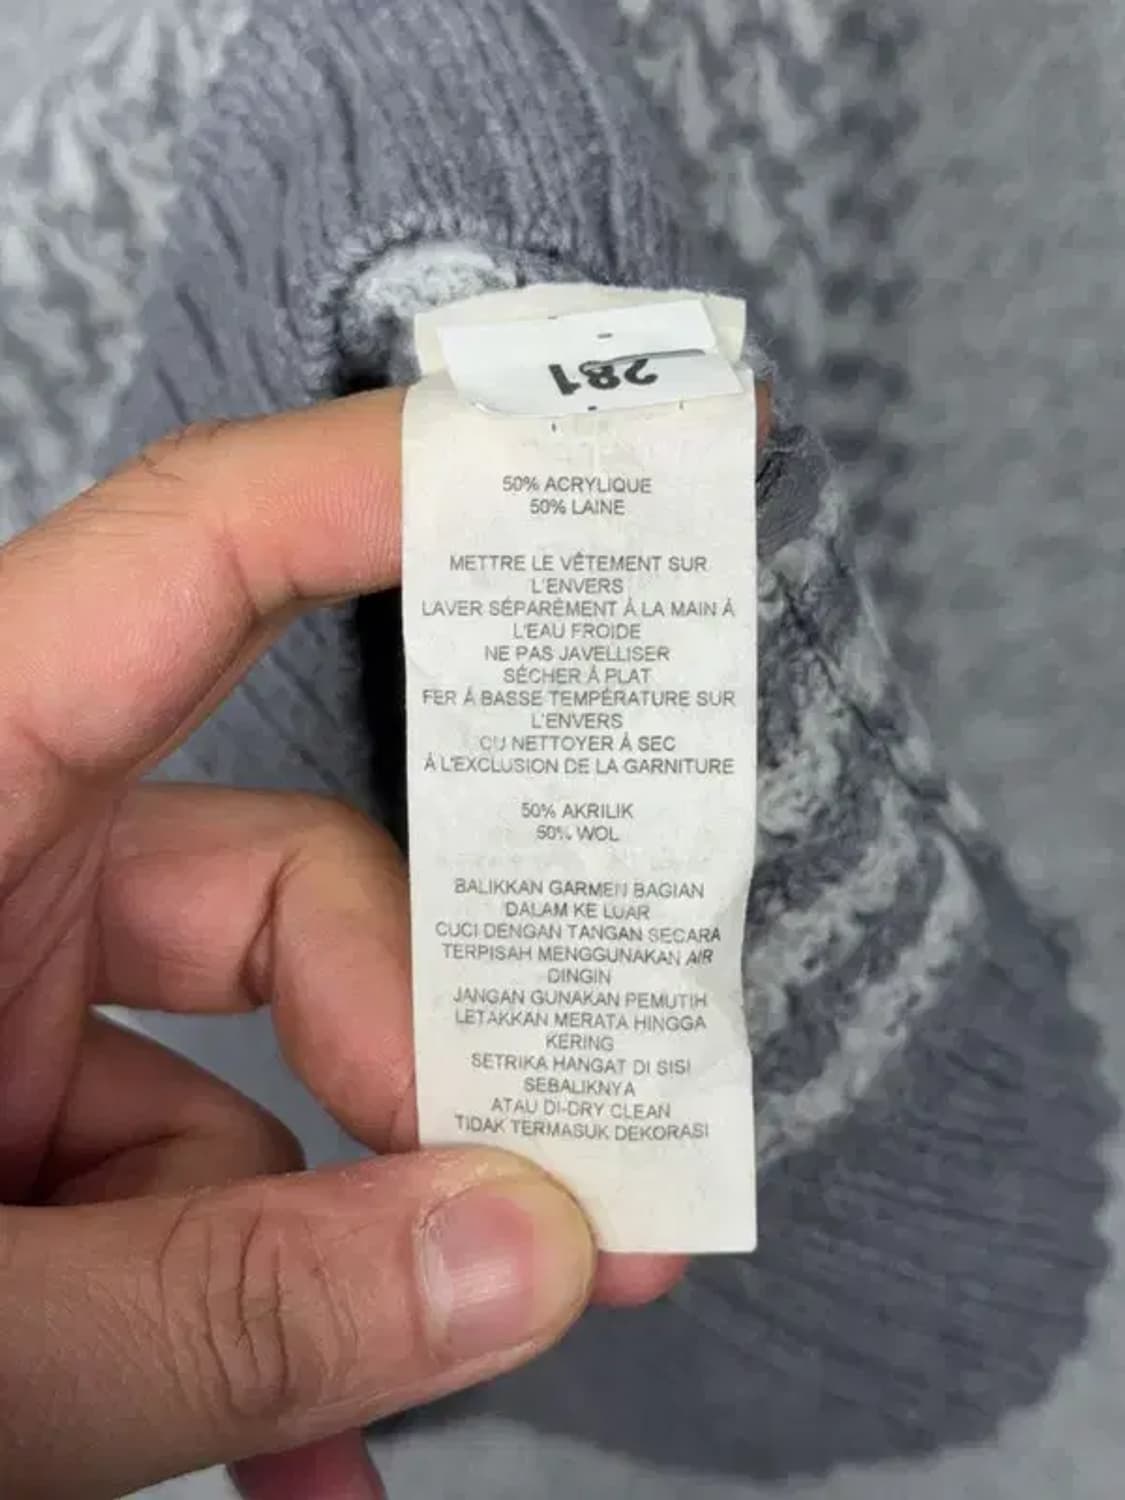 281
50% ACRYLIQUE
50% LAINE
METTRE LE VÊTEMENT SUR
L'ENVERS
LAVER SÉPARÉMENT À LA MAIN À
L'EAU FROIDE
NE PAS JAVELLISER
SÉCHER À PLAT
FER À BASSE TEMPÉRATURE SUR
L'ENVERS
OU NETTOYER À SEC
À L'EXCLUSION DE LA GARNITURE
50% AKRILIK
50% WOL
BALIKKAN GARMEN BAGIAN
DALAM KE LUAR
CUCI DENGAN TANGAN SECARA
TERPISAH MENGGUNAKAN AIR
DINGIN
JANGAN GUNAKAN PEMUTIH
LETAKKAN MERATA HINGGA
KERING
SETRIKA HANGAT DI SISI
SEBALIKNYA
ATAU DI-DRY CLEAN
TIDAK TERMASUK DEKORASI